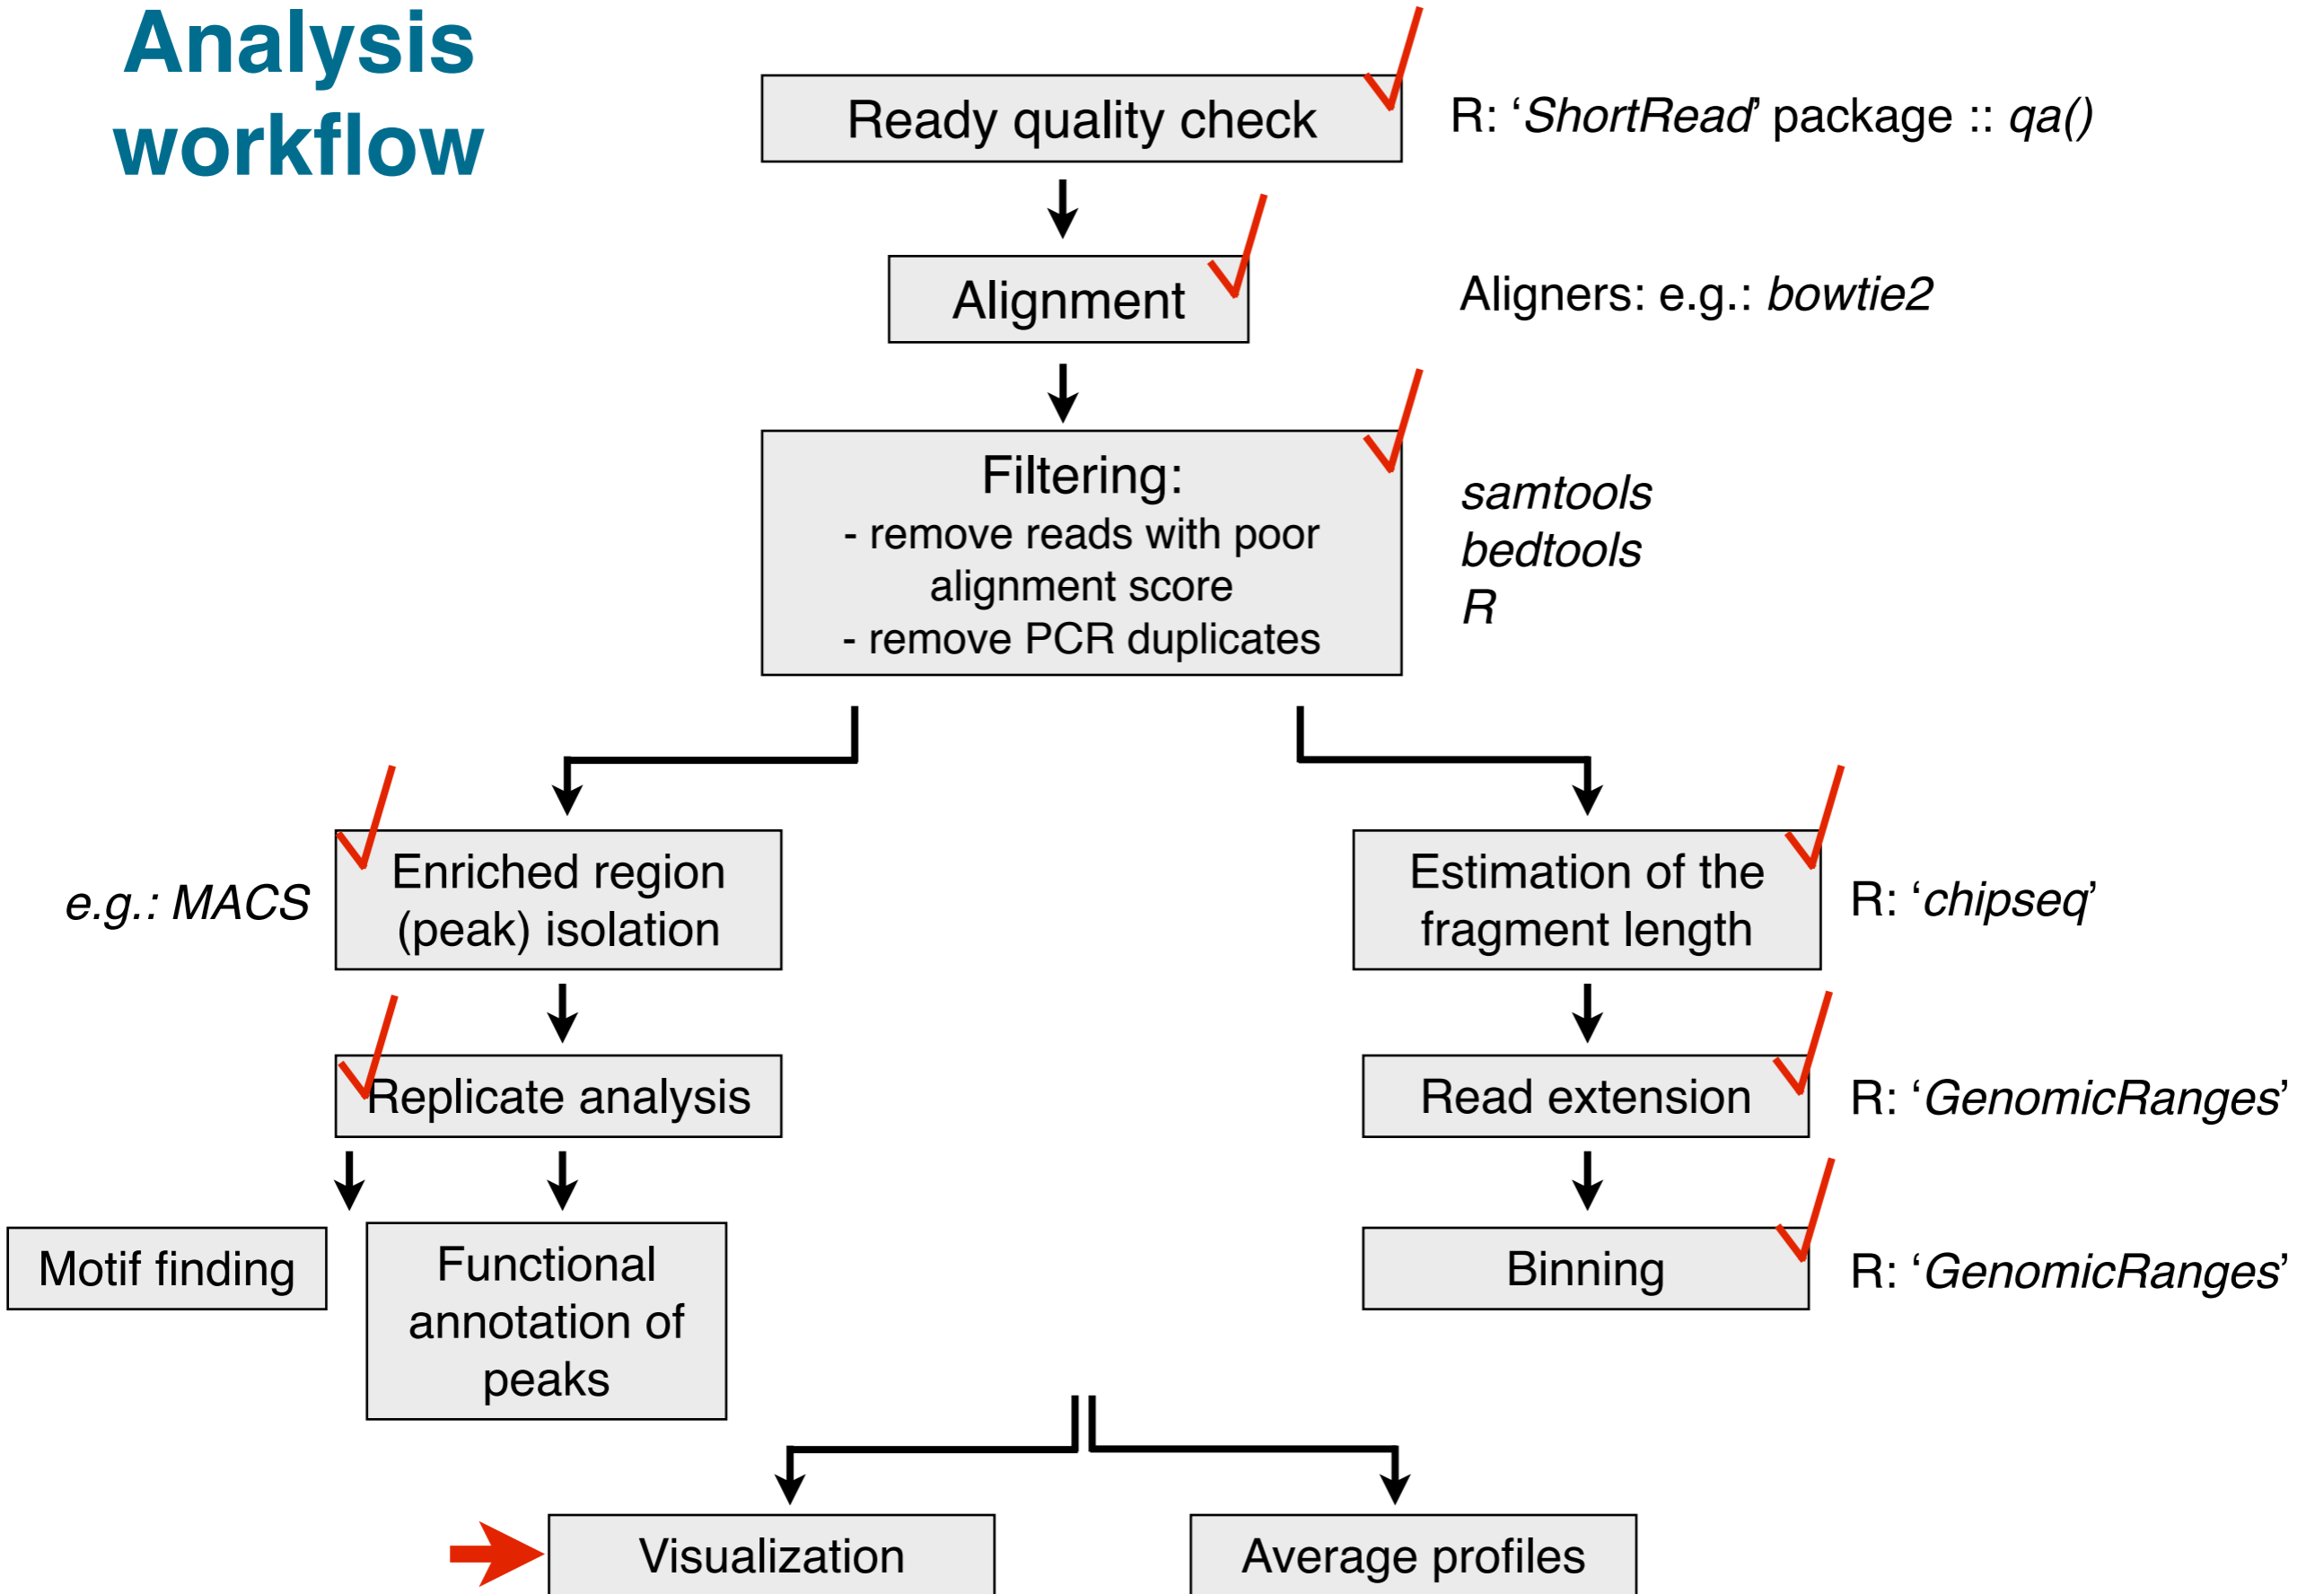 Analysis
workflow
Ready quality check
R: ‘ShortRead’ package :: qa()
Alignment
Aligners: e.g.: bowtie2
Filtering:
- remove reads with poor
alignment score
- remove PCR duplicates
samtools
bedtools
R
e.g.: MACS
Enriched region
(peak) isolation
Estimation of the
fragment length
R: ‘chipseq’
Replicate analysis
Read extension
R: ‘GenomicRanges’
Motif finding
Functional
annotation of
peaks
Binning
R: ‘GenomicRanges’
Visualization
Average profiles